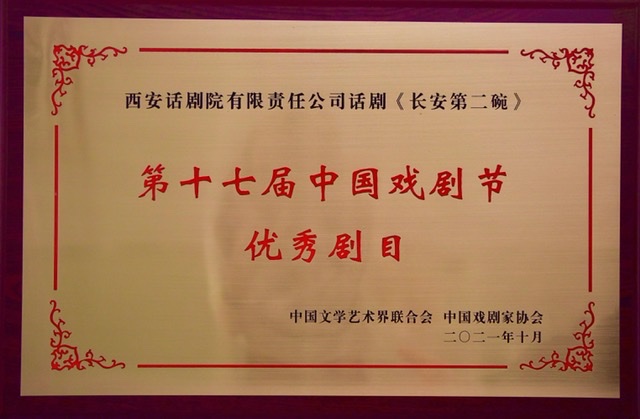 西安话剧院有限责任公司话剧《长安第二碗》
第十七届中国戏剧节
优秀剧目
中国文学艺术界联合会 中国戏剧家协会
二〇二一年十月